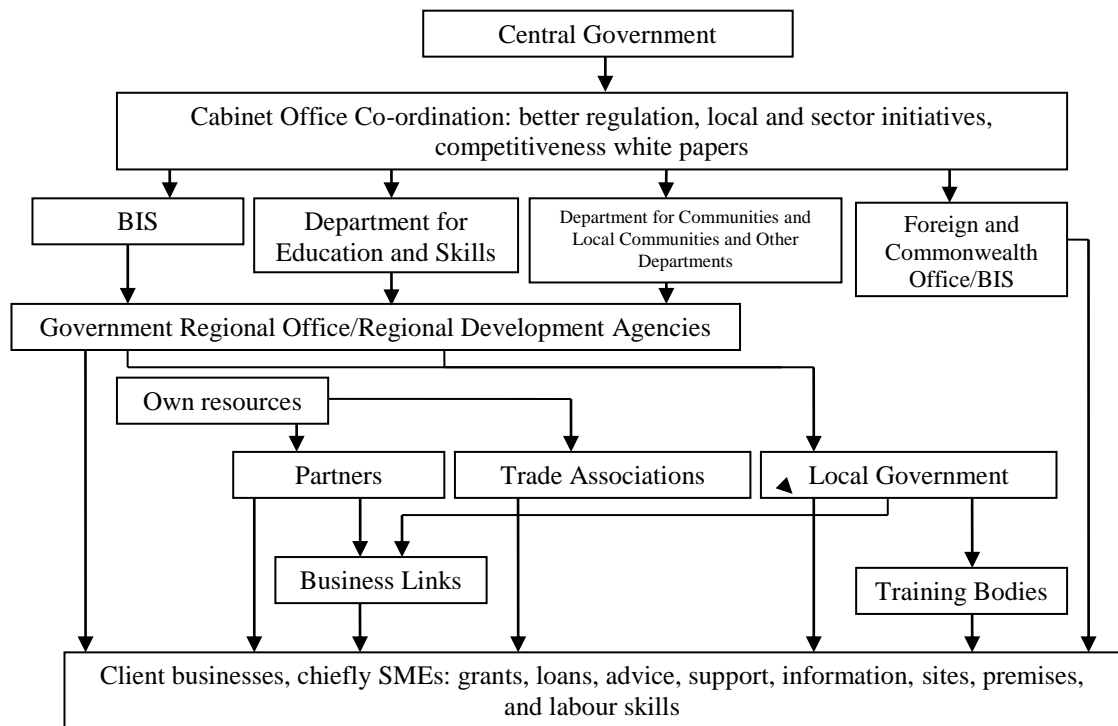 Central Government
Cabinet Office Co-ordination: better regulation, local and sector initiatives,
competitiveness white papers
BIS
Department for
Education and Skills
Department for Communities and
Local Communities and Other
Departments
Foreign and
Commonwealth
Office/BIS
Government Regional Office/Regional Development Agencies
Own resources
Partners
Trade Associations
Local Government
Business Links
Training Bodies
Client businesses, chiefly SMEs: grants, loans, advice, support, information, sites, premises,
and labour skills